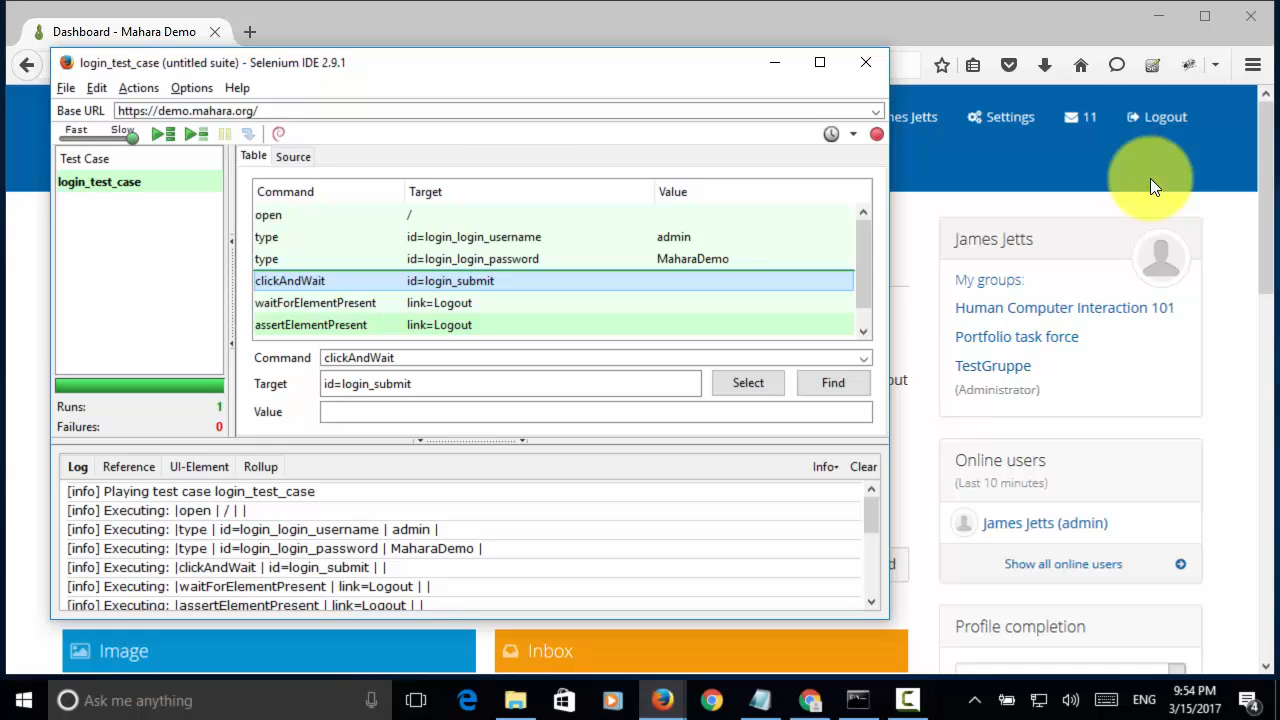 Dashboard - Mahara Demo
login_test_case (untitled suite) - Selenium IDE 2.9.1
File Edit Actions Options Help
Base URL https://demo.mahara.org/
Fast Slow
Test Case
login_test_case
Runs: 1
Failures: 0
Table Source
Command Target Value
open /
type id=login_login_username admin
type id=login_login_password MaharaDemo
clickAndWait id=login_submit
waitForElementPresent link=Logout
assertElementPresent link=Logout
Command clickAndWait
Target id=login_submit Select Find
Value
Log Reference UI-Element Rollup Info Clear
[info] Playing test case login_test_case
[info] Executing: |open | / | |
[info] Executing: |type | id=login_login_username | admin |
[info] Executing: |type | id=login_login_password | MaharaDemo |
[info] Executing: |clickAndWait | id=login_submit | |
[info] Executing: |waitForElementPresent | link=Logout | |
[info] Executing: |assertElementPresent | link=Logout | |
Jetts Settings 11 Logout
James Jetts
My groups:
Human Computer Interaction 101
Portfolio task force
TestGruppe
(Administrator)
Online users
(Last 10 minutes)
James Jetts (admin)
Show all online users
Profile completion
Image Inbox
Ask me anything
ENG
9:54 PM
3/15/2017
4